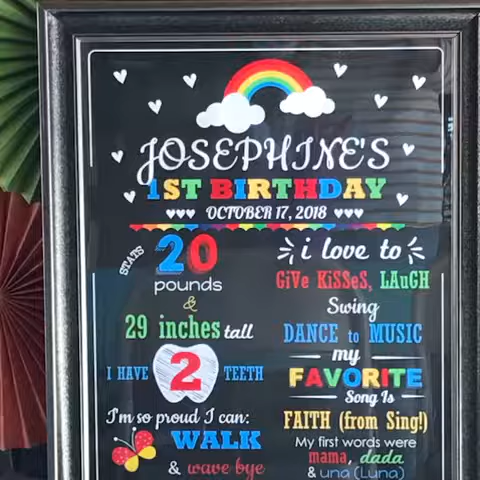 JOSEPHINE'S
1ST BIRTHDAY
OCTOBER 17, 2018
STATS
20
pounds
&
29 inches tall
I HAVE 2 TEETH
I'm so proud I can:
WALK
& wave bye
i love to
GiVe KiSSeS, LAuGH
Swing
DANCE to MUSIC
my
FAVORITE
Song Is
FAITH (from Sing!)
My first words were
mama, dada
& una (Luna)